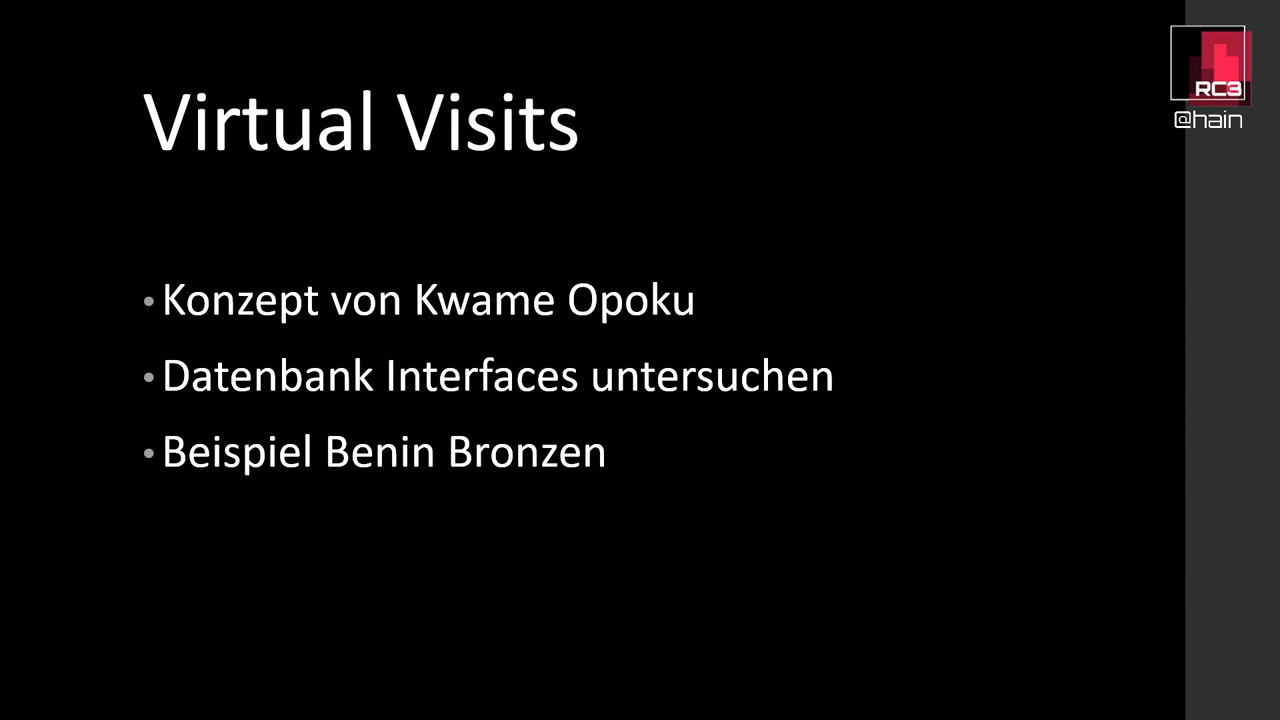 Virtual Visits
RC3
@hain
• Konzept von Kwame Opoku
• Datenbank Interfaces untersuchen
• Beispiel Benin Bronzen